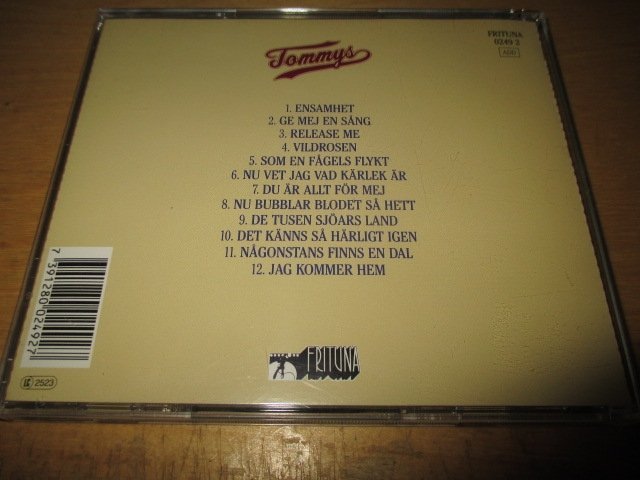 Tommys
FRITUNA
0249 2
ADD
1. ENSAMHET
2. GE MEJ EN SÅNG
3. RELEASE ME
4. VILDROSEN
5. SOM EN FÅGELS FLYKT
6. NU VET JAG VAD KÄRLEK ÄR
7. DU ÄR ALLT FÖR MEJ
8. NU BUBBLAR BLODET SÅ HETT
9. DE TUSEN SJÖARS LAND
10. DET KÄNNS SÅ HÄRLIGT IGEN
11. NÅGONSTANS FINNS EN DAL
12. JAG KOMMER HEM
7 391280 024927
LC 2523
FRITUNA